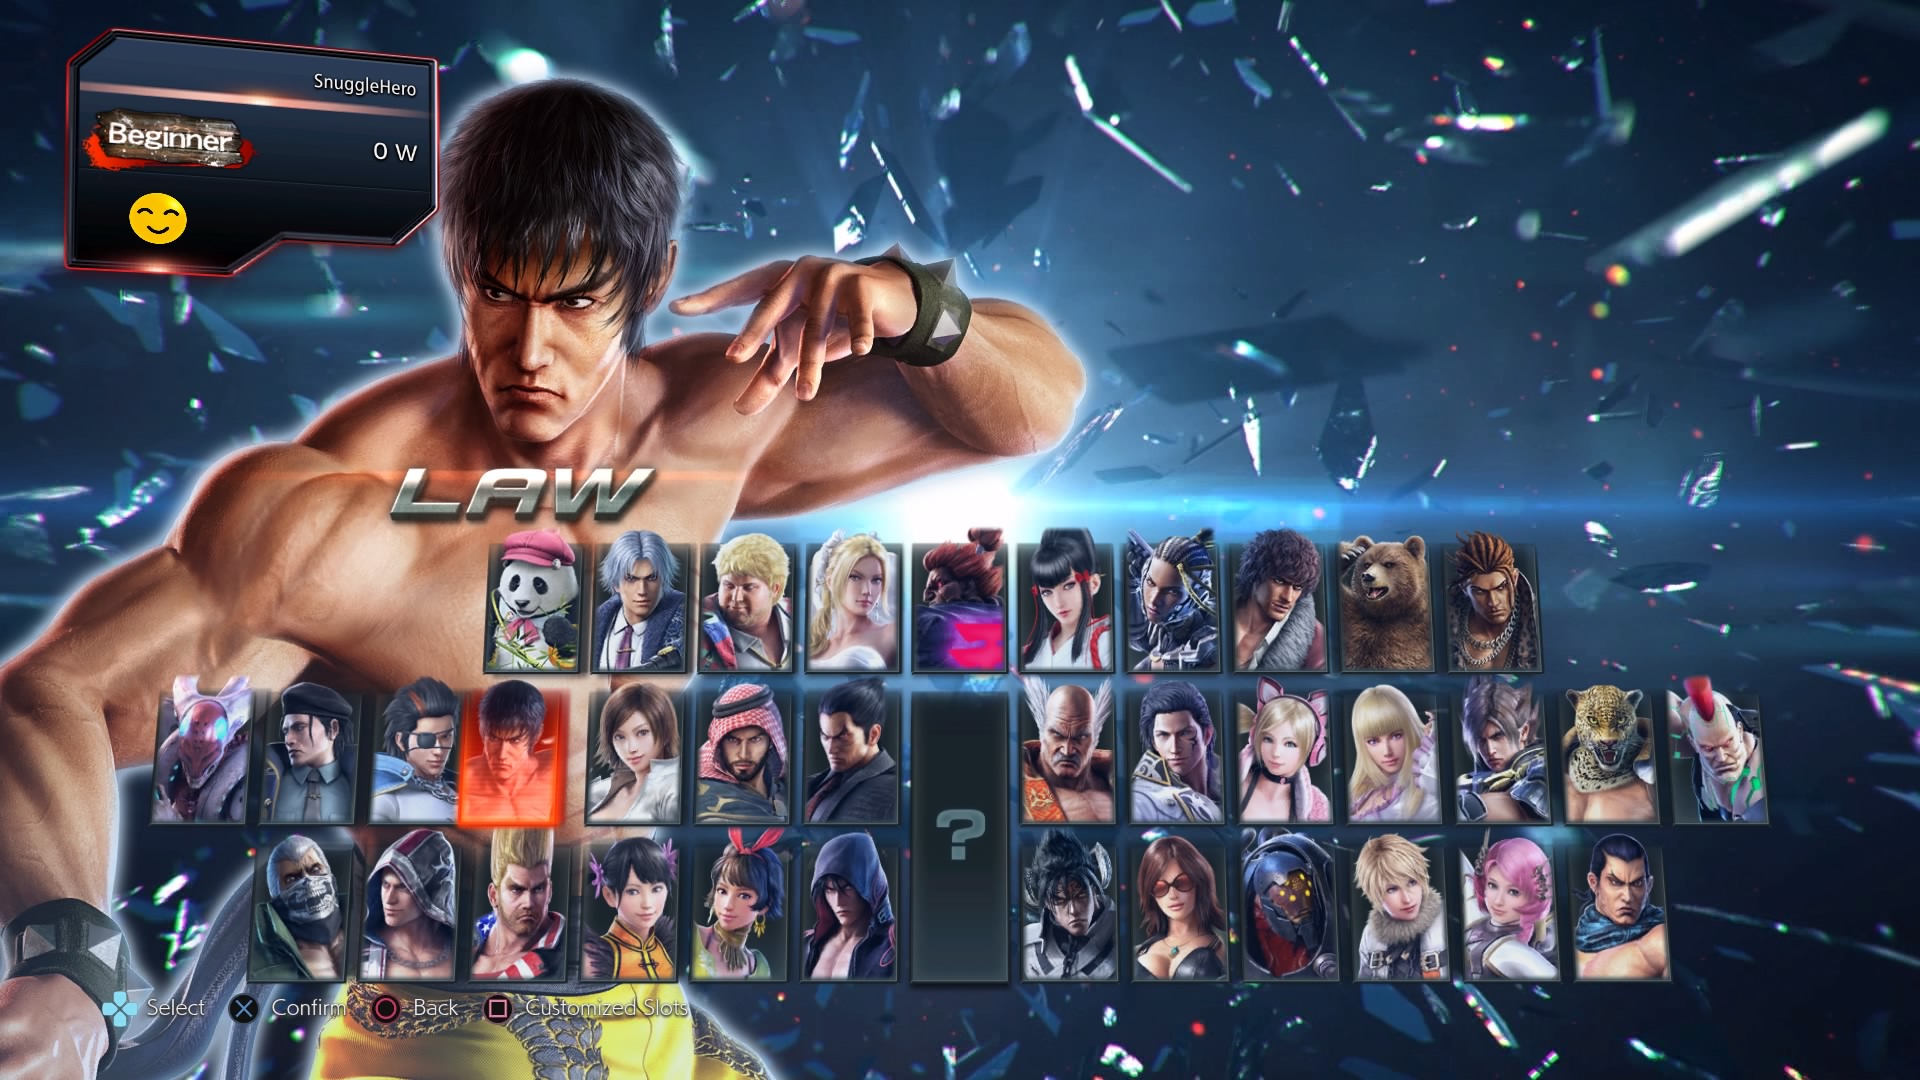 SnuggleHero
Beginner
0 W
LAW
?
Select Confirm Back Customized Slots